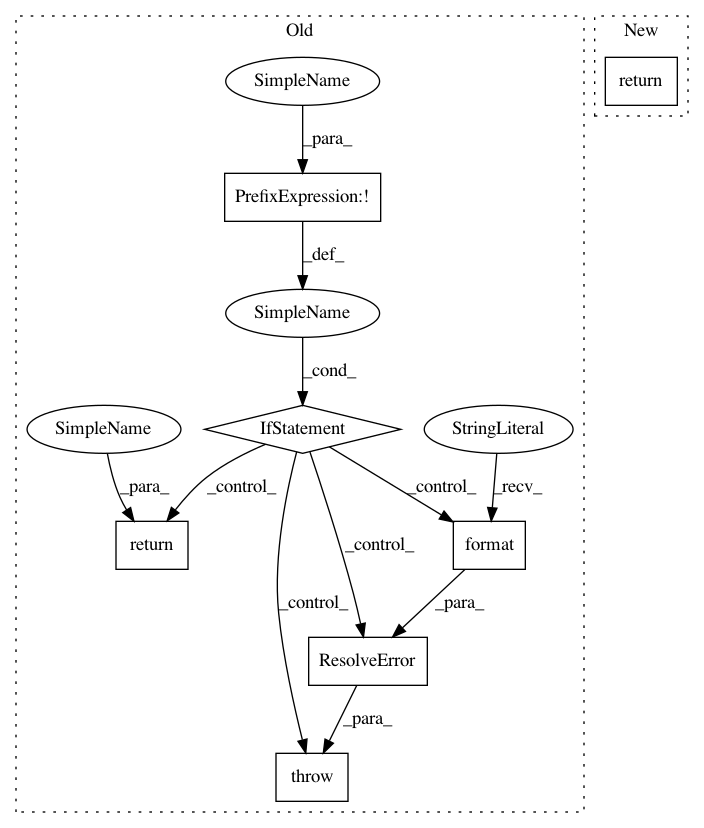 Old
New
SimpleName
return
_para_
PrefixExpression:!
_def_
SimpleName
_cond_
SimpleName
IfStatement
StringLiteral
_para_
_control_
_control_
_recv_
return
_control_
format
_control_
_para_
ResolveError
_para_
throw